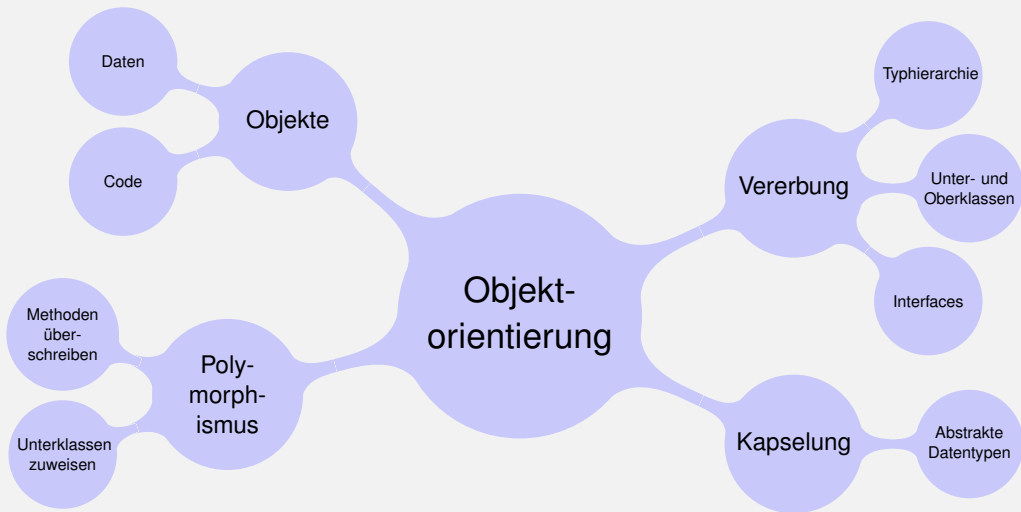 Objekt-
orientierung
Objekte
Daten
Code
Poly-
morph-
ismus
Methoden
über-
schreiben
Unterklassen
zuweisen
Vererbung
Typhierarchie
Unter- und
Oberklassen
Interfaces
Kapselung
Abstrakte
Datentypen